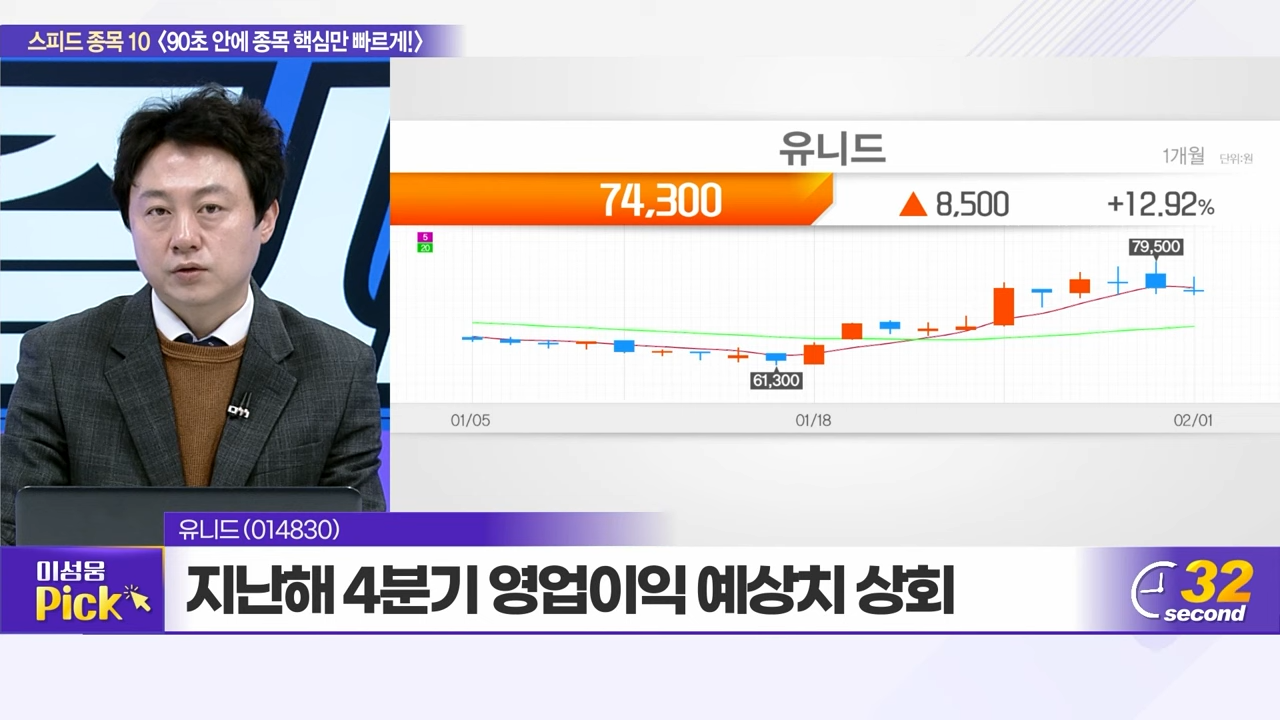 스피드 종목 10 〈90초 안에 종목 핵심만 빠르게!〉
유니드
1개월 단위:원
74,300 ▲ 8,500 +12.92%
5
20
79,500
61,300
01/05 01/18 02/01
유니드(014830)
이성웅
Pick
지난해 4분기 영업이익 예상치 상회
32
second